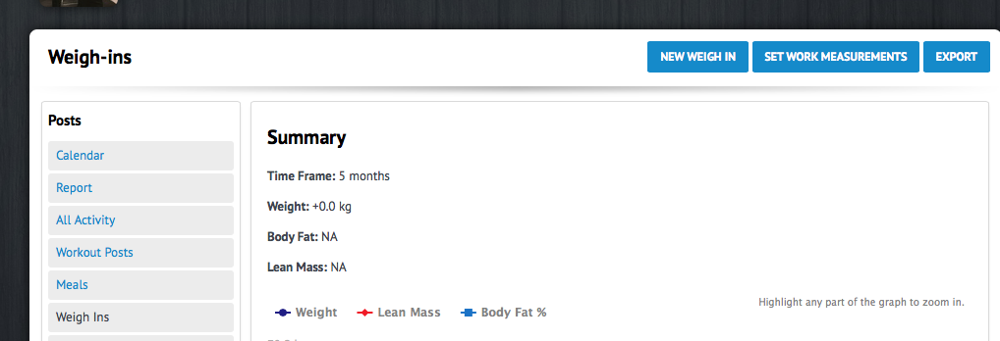 Weigh-ins
NEW WEIGH IN
SET WORK MEASUREMENTS
EXPORT
Posts
Calendar
Report
All Activity
Workout Posts
Meals
Weigh Ins
Summary
Time Frame: 5 months
Weight: +0.0 kg
Body Fat: NA
Lean Mass: NA
Weight
Lean Mass
Body Fat %
Highlight any part of the graph to zoom in.